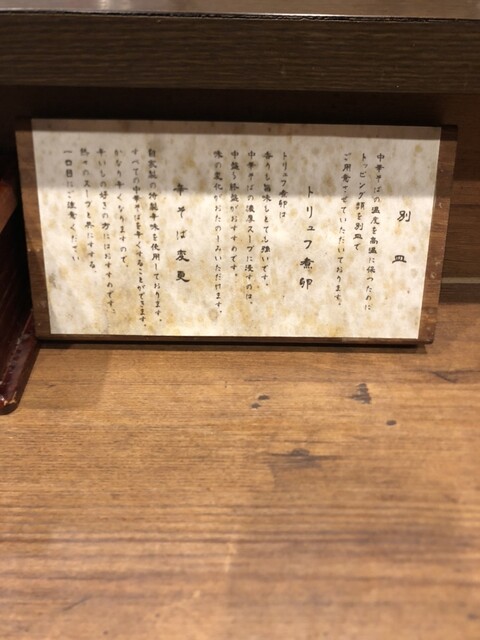 別皿
中華そばの温度を高温に保つために
トッピング類を別皿で
ご用意させていただいております。
トリュフ煮卵
トリュフ煮卵は、
香りも旨味もとても強いです。
中華そばの濃厚スープに浸すのは、
中盤〜終盤がおすすめです。
味の変化がおたのしみいただれます。
辛そば変更
自家製の 辛味を使用しております。
すべての中華そばを辛くすることができます。
かなり辛くなりますので、
辛いもの好きの方にはおすすめです。
熱々のスープと共にすする、
一口目にご注意ください